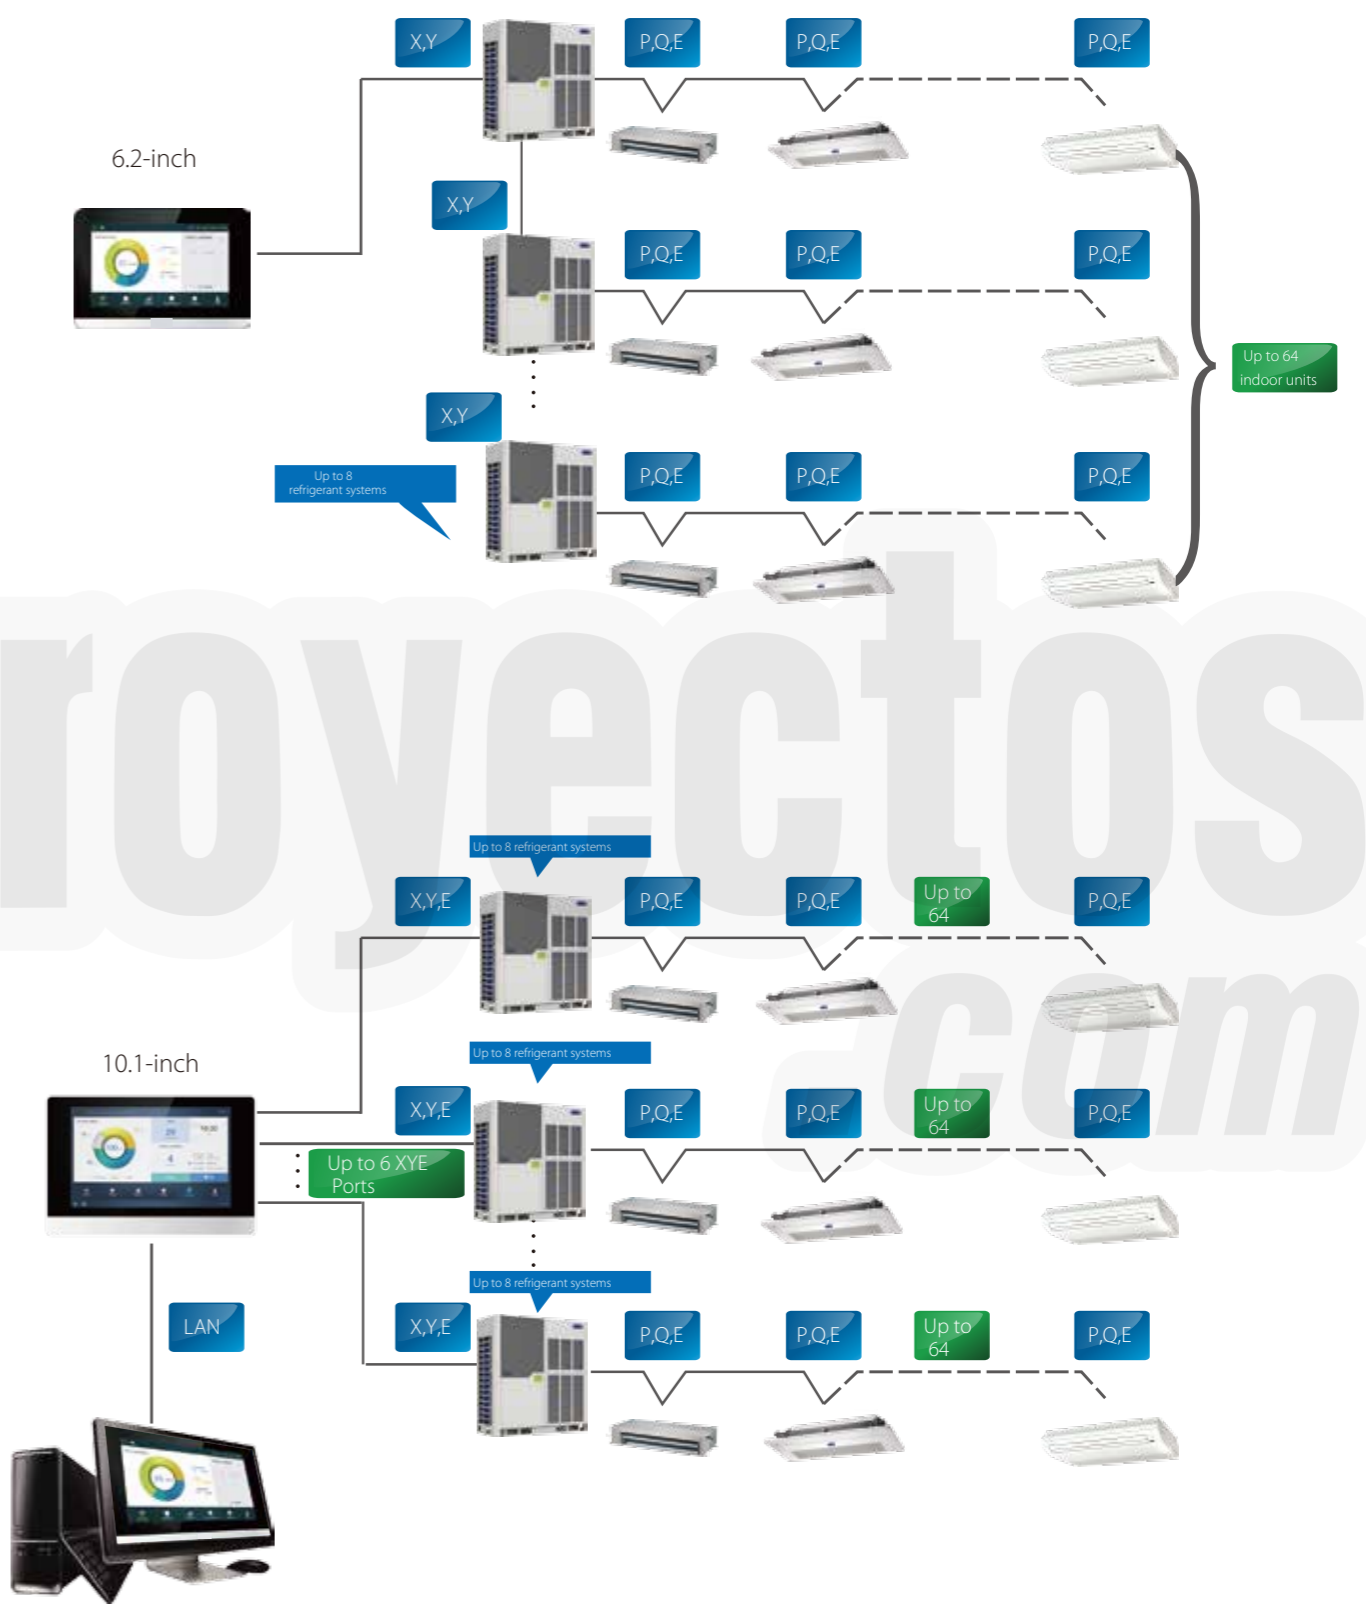 X,Y
P,Q,E
P,Q,E
P,Q,E
6.2-inch
X,Y
P,Q,E
P,Q,E
P,Q,E
Up to 64
indoor units
X,Y
Up to 8
refrigerant systems
P,Q,E
P,Q,E
P,Q,E
royectos
.com
Up to 8 refrigerant systems
X,Y,E
P,Q,E
P,Q,E
Up to
64
P,Q,E
10.1-inch
Up to 8 refrigerant systems
X,Y,E
P,Q,E
P,Q,E
Up to
64
P,Q,E
Up to 6 XYE
Ports
Up to 8 refrigerant systems
LAN
X,Y,E
P,Q,E
P,Q,E
Up to
64
P,Q,E